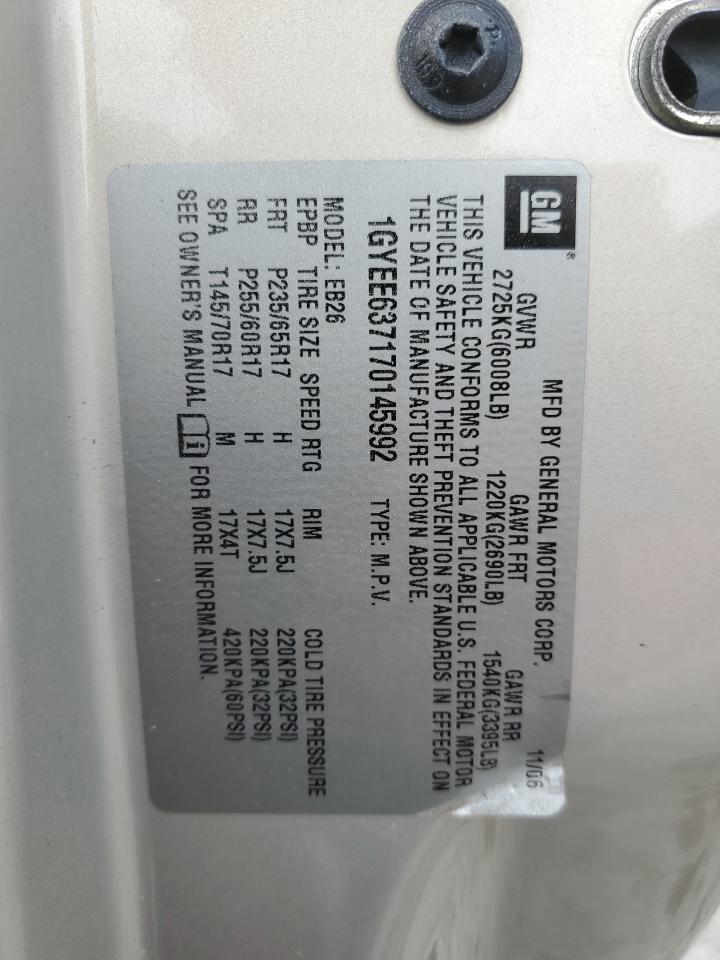 GM®
MFD BY GENERAL MOTORS CORP. 11/06
GVWR GAWR FRT GAWR RR
2725KG(6008LB) 1220KG(2690LB) 1540KG(3395LB)
THIS VEHICLE CONFORMS TO ALL APPLICABLE U.S. FEDERAL MOTOR
VEHICLE SAFETY AND THEFT PREVENTION STANDARDS IN EFFECT ON
THE DATE OF MANUFACTURE SHOWN ABOVE.
1GYEE637170145992 TYPE: M.P.V.
MODEL: EB26
EPBP TIRE SIZE SPEED RTG RIM COLD TIRE PRESSURE
FRT P235/65R17 H 17X7.5J 220KPA(32PSI)
RR P255/60R17 H 17X7.5J 220KPA(32PSI)
SPA T145/70R17 M 17X4T 420KPA(60PSI)
SEE OWNER'S MANUAL FOR MORE INFORMATION.